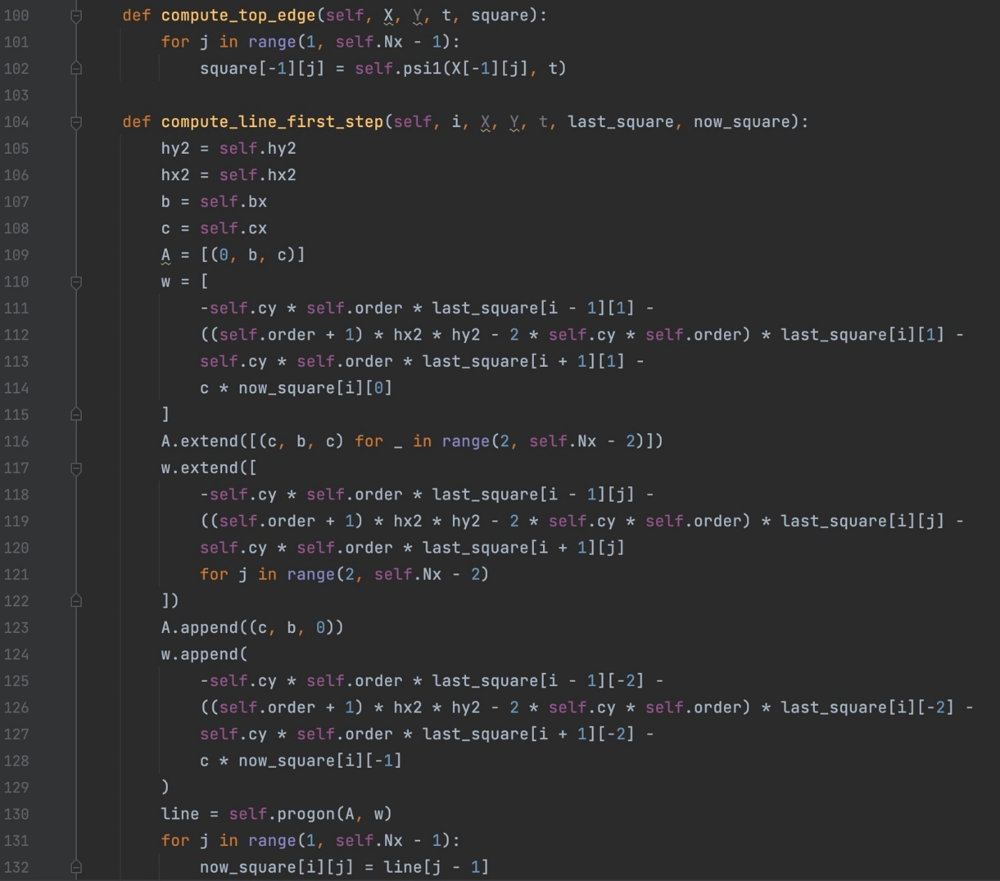 100 def compute_top_edge(self, X, Y, t, square):
101 for j in range(1, self.Nx - 1):
102 square[-1][j] = self.psi1(X[-1][j], t)
103
104 def compute_line_first_step(self, i, X, Y, t, last_square, now_square):
105 hy2 = self.hy2
106 hx2 = self.hx2
107 b = self.bx
108 c = self.cx
109 A = [(0, b, c)]
110 w = [
111 -self.cy * self.order * last_square[i - 1][1] -
112 ((self.order + 1) * hx2 * hy2 - 2 * self.cy * self.order) * last_square[i][1] -
113 self.cy * self.order * last_square[i + 1][1] -
114 c * now_square[i][0]
115 ]
116 A.extend([(c, b, c) for _ in range(2, self.Nx - 2)])
117 w.extend([
118 -self.cy * self.order * last_square[i - 1][j] -
119 ((self.order + 1) * hx2 * hy2 - 2 * self.cy * self.order) * last_square[i][j] -
120 self.cy * self.order * last_square[i + 1][j]
121 for j in range(2, self.Nx - 2)
122 ])
123 A.append((c, b, 0))
124 w.append(
125 -self.cy * self.order * last_square[i - 1][-2] -
126 ((self.order + 1) * hx2 * hy2 - 2 * self.cy * self.order) * last_square[i][-2] -
127 self.cy * self.order * last_square[i + 1][-2] -
128 c * now_square[i][-1]
129 )
130 line = self.progon(A, w)
131 for j in range(1, self.Nx - 1):
132 now_square[i][j] = line[j - 1]